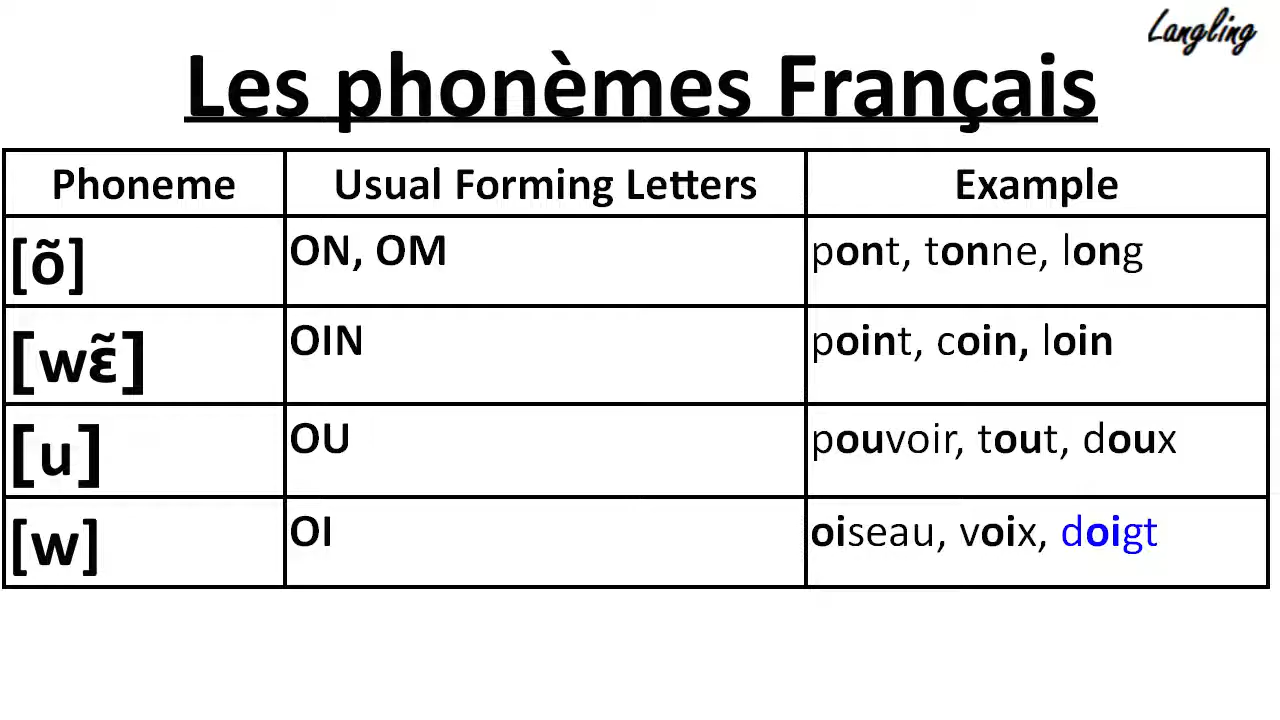 Langling
Les phonèmes Français
Phoneme Usual Forming Letters Example
[õ] ON, OM pont, tonne, long
[wɛ̃] OIN point, coin, loin
[u] OU pouvoir, tout, doux
[w] OI oiseau, voix, doigt